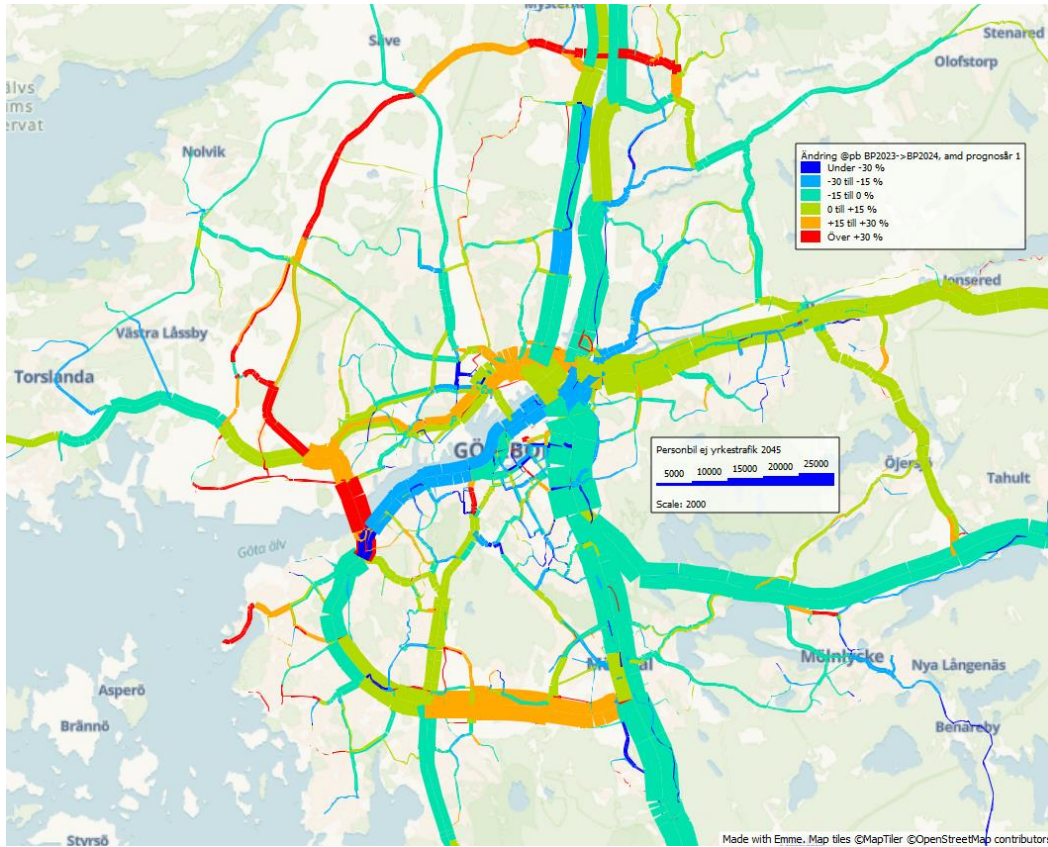 Mysterna
Stenared
Säve
Olofstorp
älvs
ms
ervat
Nolvik
Ändring @pb BP2023->BP2024, amd prognosår 1
Under -30 %
-30 till -15 %
-15 till 0 %
0 till +15 %
+15 till +30 %
Över +30 %
Jonsered
Västra Låssby
Torslanda
Personbil ej yrkestrafik 2045
5000 10000 15000 20000 25000
Scale: 2000
Öjersjö
Tahult
Göta älv
Mölnlycke
Nya Långenäs
Asperö
Brännö
Benareby
Styrsö
Made with Emme. Map tiles ©MapTiler ©OpenStreetMap contributors